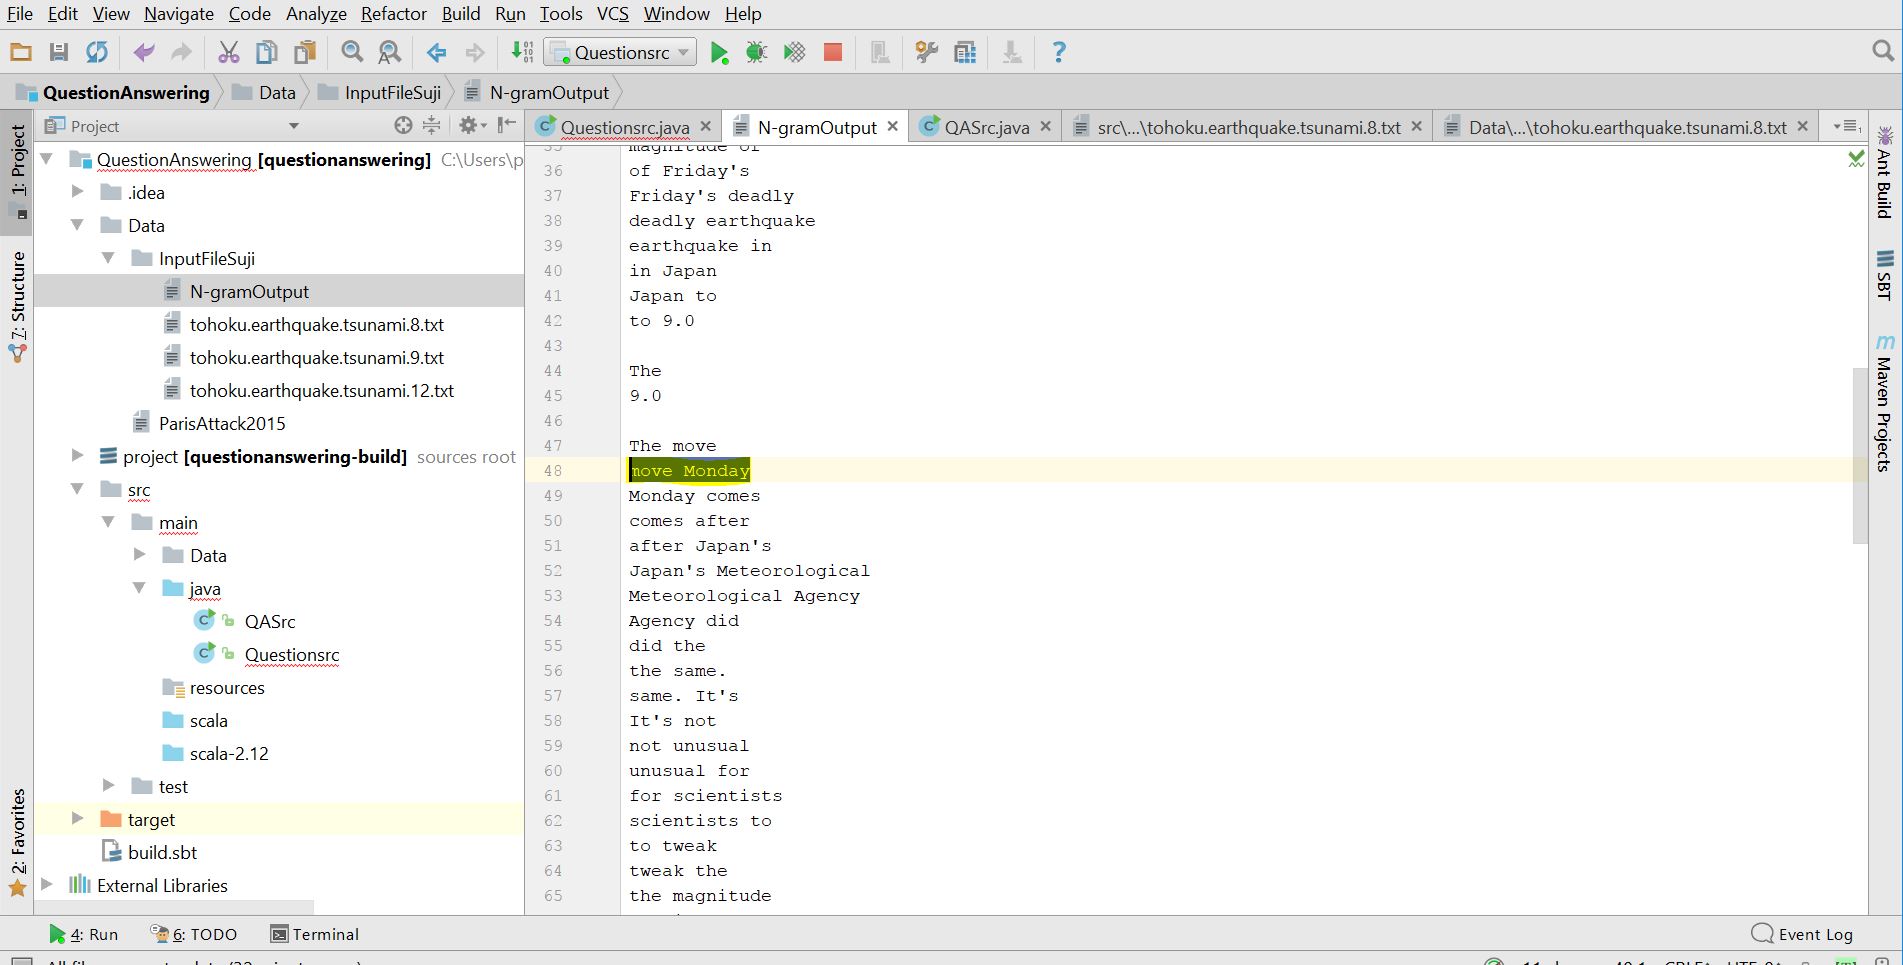 File Edit View Navigate Code Analyze Refactor Build Run Tools VCS Window Help
Questionsrc
QuestionAnswering Data InputFileSuji N-gramOutput
Project
Questionsrc.java N-gramOutput QASrc.java src\...\tohoku.earthquake.tsunami.8.txt Data\...\tohoku.earthquake.tsunami.8.txt
1: Project
7: Structure
2: Favorites
QuestionAnswering [questionanswering] C:\Users\p
.idea
Data
InputFileSuji
N-gramOutput
tohoku.earthquake.tsunami.8.txt
tohoku.earthquake.tsunami.9.txt
tohoku.earthquake.tsunami.12.txt
ParisAttack2015
project [questionanswering-build] sources root
src
main
Data
java
QASrc
Questionsrc
resources
scala
scala-2.12
test
target
build.sbt
External Libraries
35 magnitude of
36 of Friday's
37 Friday's deadly
38 deadly earthquake
39 earthquake in
40 in Japan
41 Japan to
42 to 9.0
43
44 The
45 9.0
46
47 The move
48 move Monday
49 Monday comes
50 comes after
51 after Japan's
52 Japan's Meteorological
53 Meteorological Agency
54 Agency did
55 did the
56 the same.
57 same. It's
58 It's not
59 not unusual
60 unusual for
61 for scientists
62 scientists to
63 to tweak
64 tweak the
65 the magnitude
Ant Build
SBT
Maven Projects
4: Run 6: TODO Terminal Event Log